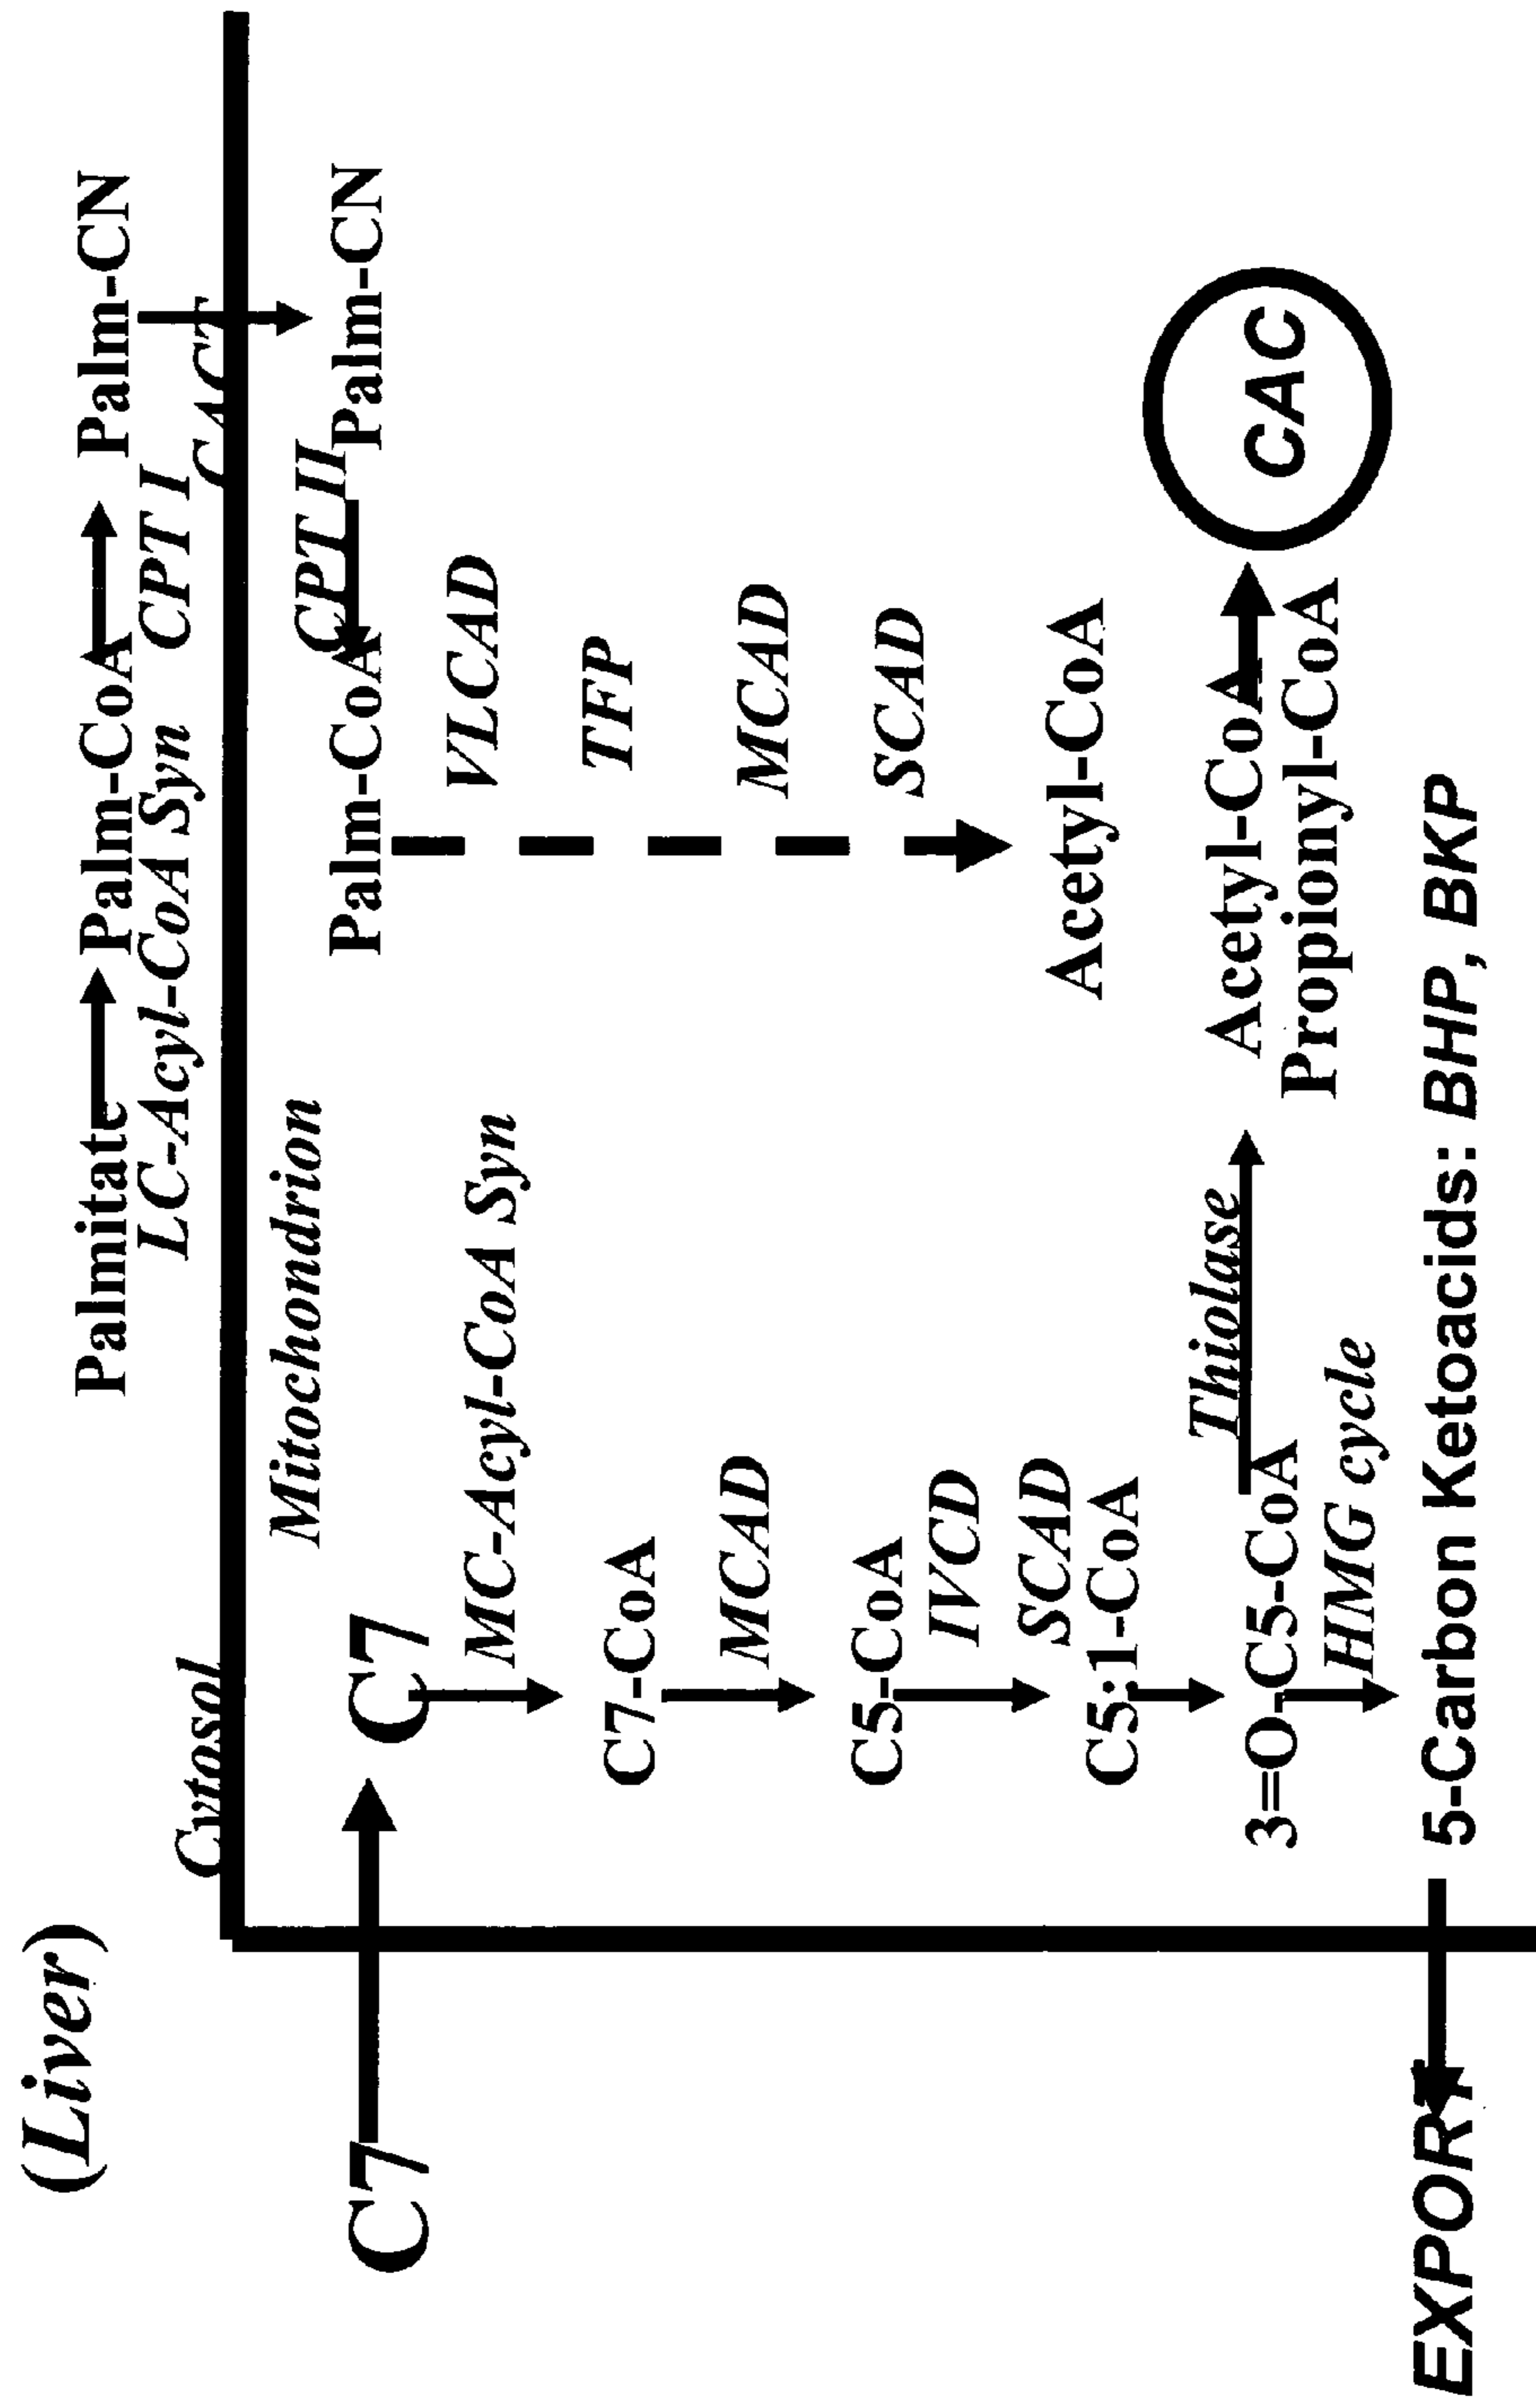 (Liver)
Palmitate Palm-CoA Palm-CN
LC-Acyl-CoA Syn CPT I
Cytosol CACT
Mitochondrion CPT II
C7 C7 Palm-CoA Palm-CN
MC-Acyl-CoA Syn VLCAD
C7-CoA TFP
MCAD MCAD
C5-CoA SCAD
IVCD
SCAD Acetyl-CoA
C5:1-CoA
Thiolase Acetyl-CoA
3=O-C5-CoA Propionyl-CoA CAC
HMG cycle
EXPORT 5-Carbon Ketoacids: BHP, BKP